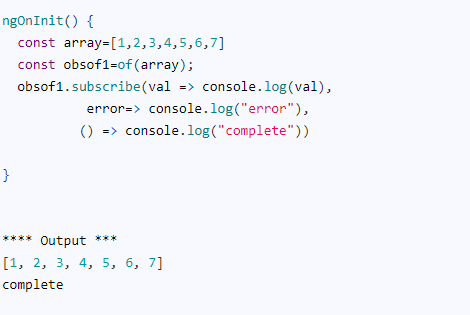 ngOnInit() {
  const array=[1,2,3,4,5,6,7]
  const obsof1=of(array);
  obsof1.subscribe(val => console.log(val),
           error=> console.log("error"),
          () => console.log("complete"))
}
**** Output ***
[1, 2, 3, 4, 5, 6, 7]
complete